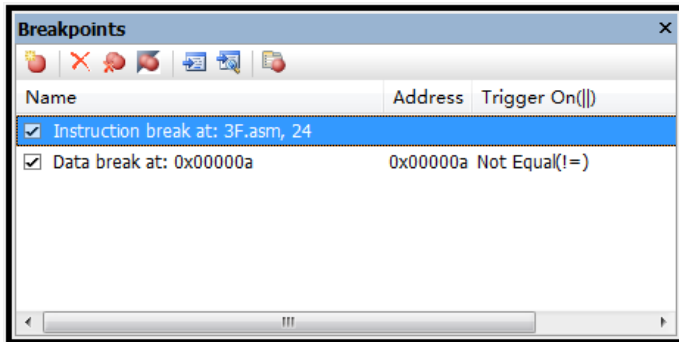 Breakpoints
Name Address Trigger On(||)
Instruction break at: 3F.asm, 24
Data break at: 0x00000a 0x00000a Not Equal(!=)